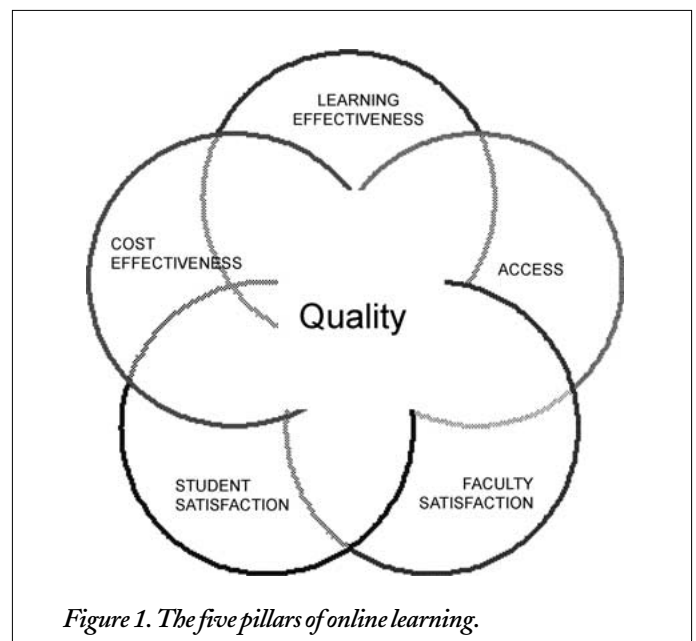 LEARNING
EFFECTIVENESS
COST
EFFECTIVENESS
ACCESS
Quality
STUDENT
SATISFACTION
FACULTY
SATISFACTION
Figure 1. The five pillars of online learning.